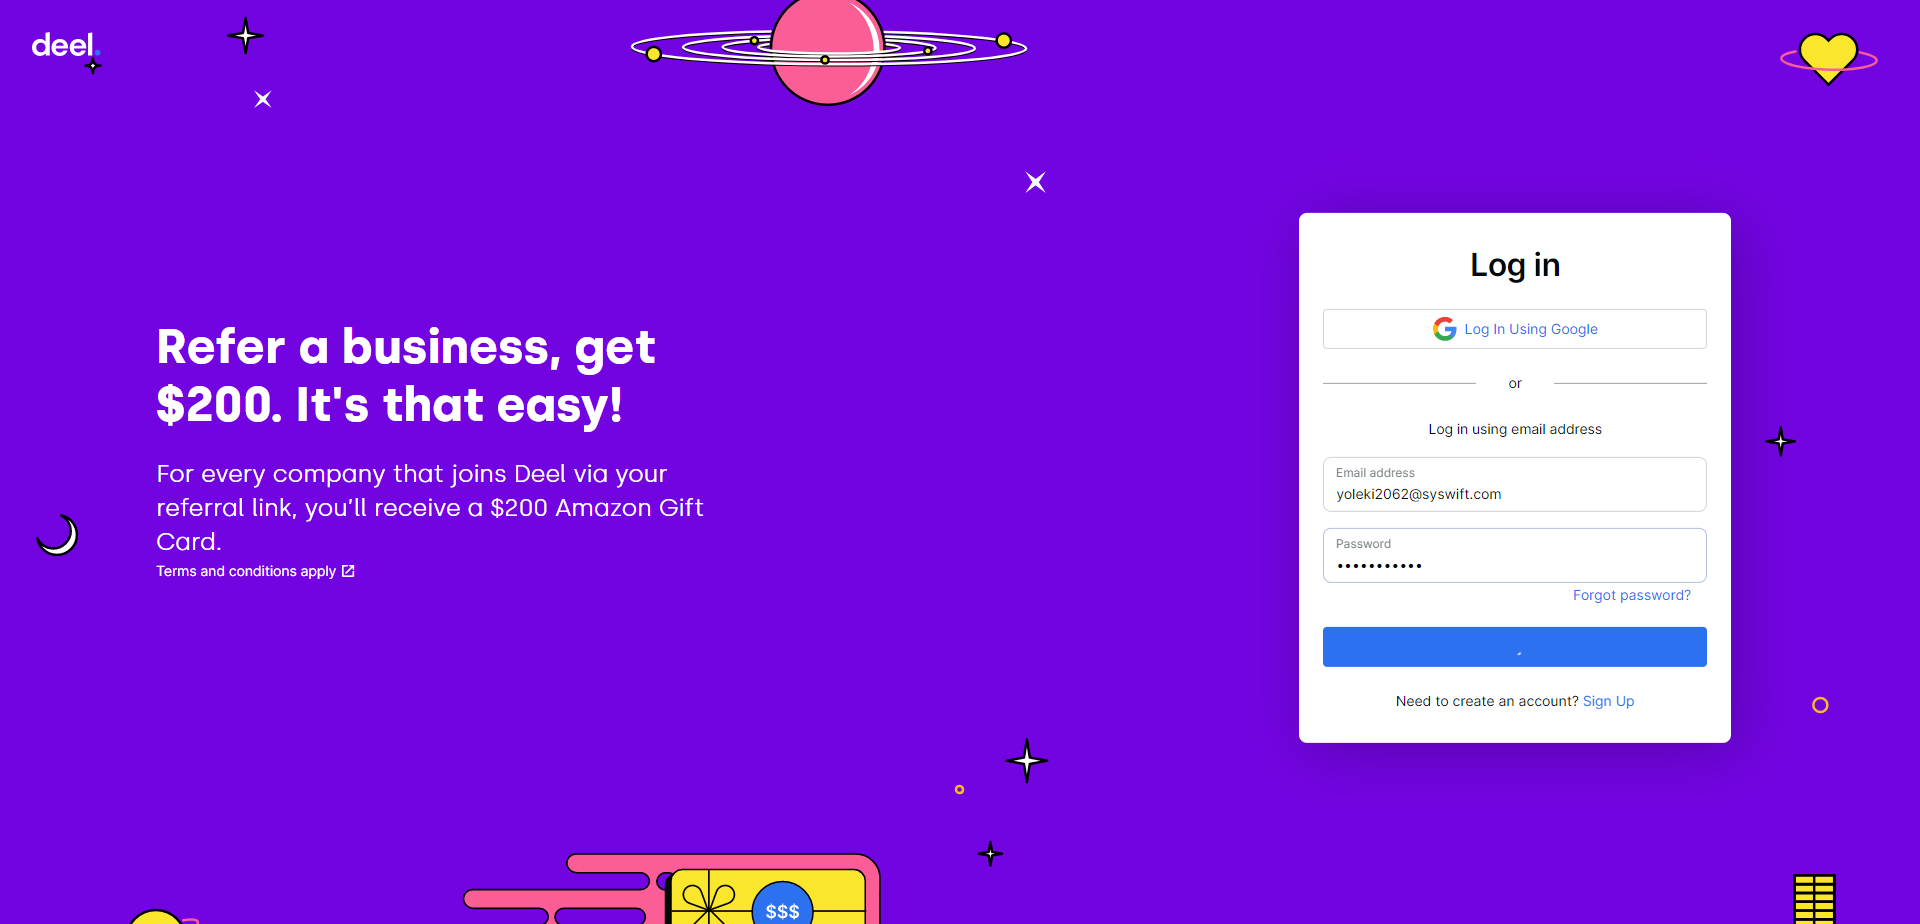 deel.
Refer a business, get
$200. It's that easy!
For every company that joins Deel via your
referral link, you'll receive a $200 Amazon Gift
Card.
Terms and conditions apply
$$$
Log in
Log In Using Google
or
Log in using email address
Email address
yoleki2062@syswift.com
Password
•••••••••••
Forgot password?
Need to create an account? Sign Up